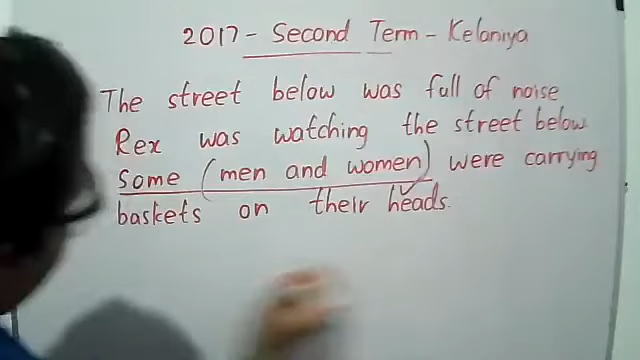 2017 - Second Term - Kelaniya
The street below was full of noise
Rex was watching the street below
Some (men and women) were carrying
baskets on their heads.